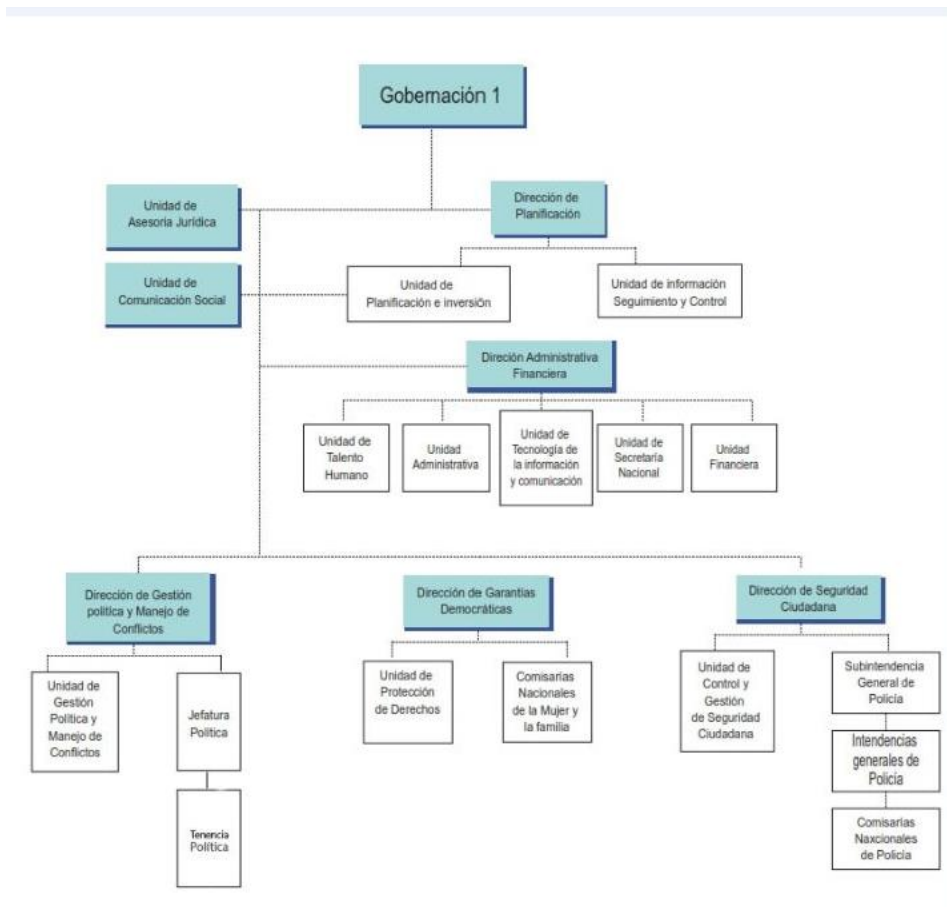 Gobernación 1
Unidad de
Asesoria Jurídica
Dirección de
Planificación
Unidad de
Comunicación Social
Unidad de
Planificación e inversión
Unidad de información
Seguimiento y Control
Direción Administrativa
Financiera
Unidad de
Talento
Humano
Unidad
Administrativa
Unidad de
Tecnología de
la información
y comunicación
Unidad de
Secretaría
Nacional
Unidad
Financiera
Dirección de Gestión
política y Manejo de
Conflictos
Dirección de Garantías
Democráticas
Dirección de Seguridad
Ciudadana
Unidad de
Gestión
Política y
Manejo de
Conflictos
Jefatura
Política
Tenencia
Política
Unidad de
Protección
de Derechos
Comisarías
Nacionales
de la Mujer y
la familia
Unidad de
Control y
Gestión
de Seguridad
Ciudadana
Subintendencia
General de
Policía
Intendencias
generales de
Policía
Comisarías
Naxcionales
de Policía